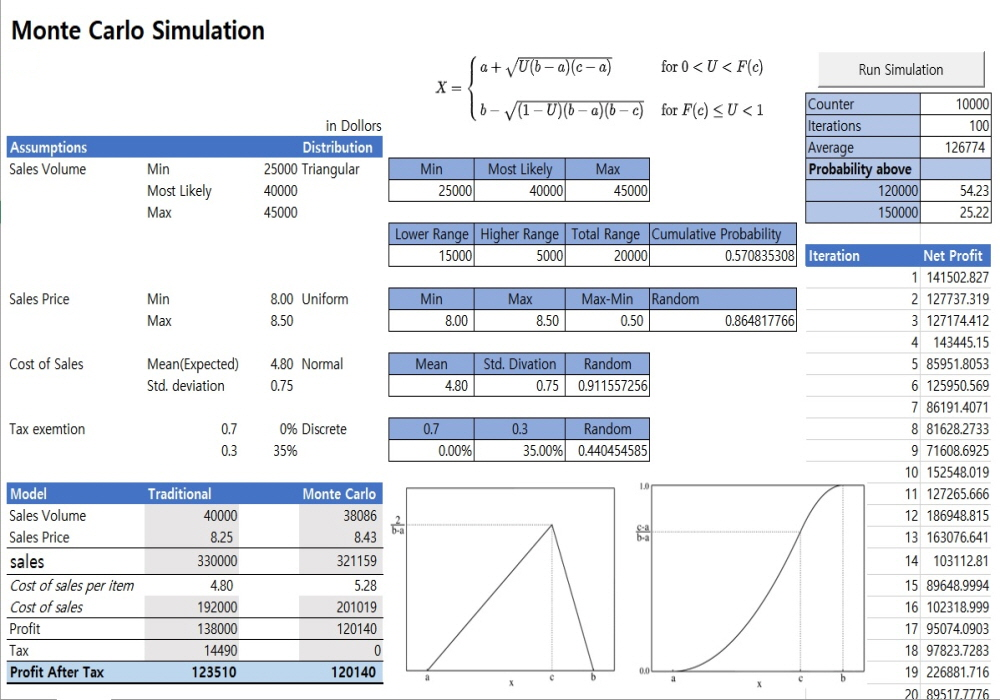 Monte Carlo Simulation
X = { a + √U(b − a)(c − a) for 0 < U < F(c)
b − √(1 − U)(b − a)(b − c) for F(c) ≤ U < 1
Run Simulation
Counter 10000
Iterations 100
Average 126774
Probability above
120000 54.23
150000 25.22
in Dollors
Assumptions Distribution
Sales Volume Min 25000 Triangular
Most Likely 40000
Max 45000
Min Most Likely Max
25000 40000 45000
Lower Range Higher Range Total Range Cumulative Probability
15000 5000 20000 0.570835308
Sales Price Min 8.00 Uniform
Max 8.50
Min Max Max-Min Random
8.00 8.50 0.50 0.864817766
Cost of Sales Mean(Expected) 4.80 Normal
Std. deviation 0.75
Mean Std. Divation Random
4.80 0.75 0.911557256
Tax exemtion 0.7 0% Discrete
0.3 35%
0.7 0.3 Random
0.00% 35.00% 0.440454585
Model Traditional Monte Carlo
Sales Volume 40000 38086
Sales Price 8.25 8.43
sales 330000 321159
Cost of sales per item 4.80 5.28
Cost of sales 192000 201019
Profit 138000 120140
Tax 14490 0
Profit After Tax 123510 120140
2
b-a
a x c b
1.0
c-a
b-a
0.0
a x c b
Iteration Net Profit
1 141502.827
2 127737.319
3 127174.412
4 143445.15
5 85951.8053
6 125950.569
7 86191.4071
8 81628.2733
9 71608.6925
10 152548.019
11 127265.666
12 186948.815
13 163076.641
14 103112.81
15 89648.9994
16 102318.999
17 95074.0903
18 97823.7283
19 226881.716
20 89517.7776